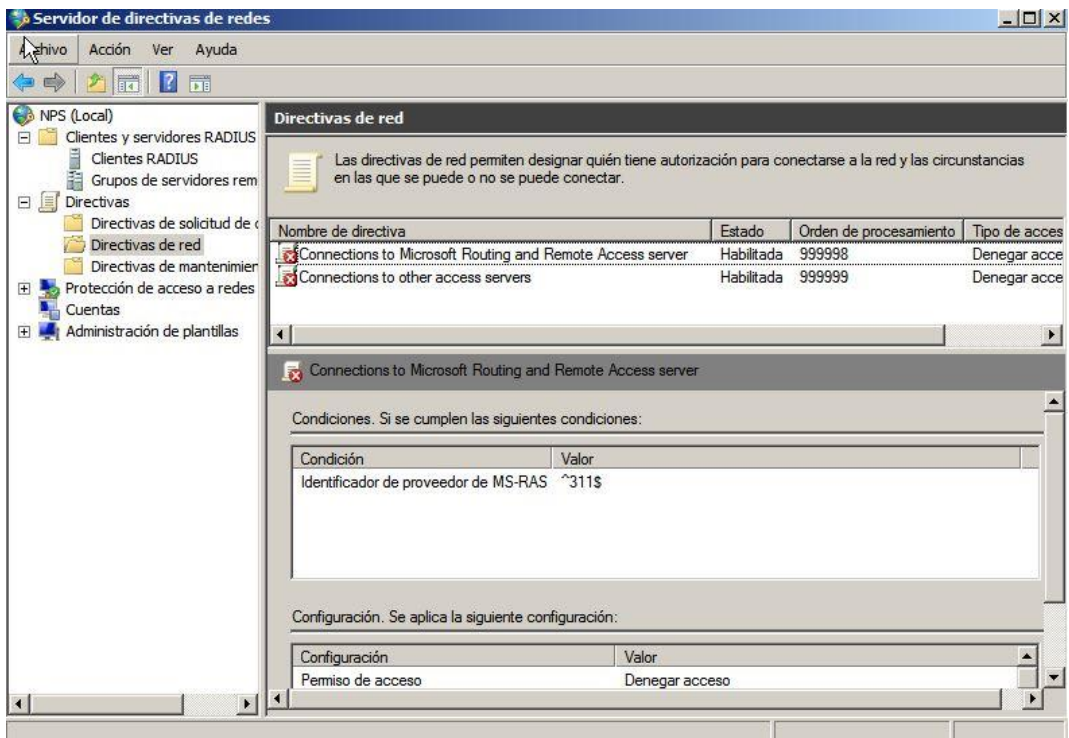 Servidor de directivas de redes
Archivo Acción Ver Ayuda
NPS (Local)
Clientes y servidores RADIUS
Clientes RADIUS
Grupos de servidores rem
Directivas
Directivas de solicitud de c
Directivas de red
Directivas de mantenimien
Protección de acceso a redes
Cuentas
Administración de plantillas
Directivas de red
Las directivas de red permiten designar quién tiene autorización para conectarse a la red y las circunstancias
en las que se puede o no se puede conectar.
Nombre de directiva Estado Orden de procesamiento Tipo de acces
Connections to Microsoft Routing and Remote Access server Habilitada 999998 Denegar acce
Connections to other access servers Habilitada 999999 Denegar acce
Connections to Microsoft Routing and Remote Access server
Condiciones. Si se cumplen las siguientes condiciones:
Condición Valor
Identificador de proveedor de MS-RAS ^311$
Configuración. Se aplica la siguiente configuración:
Configuración Valor
Permiso de acceso Denegar acceso